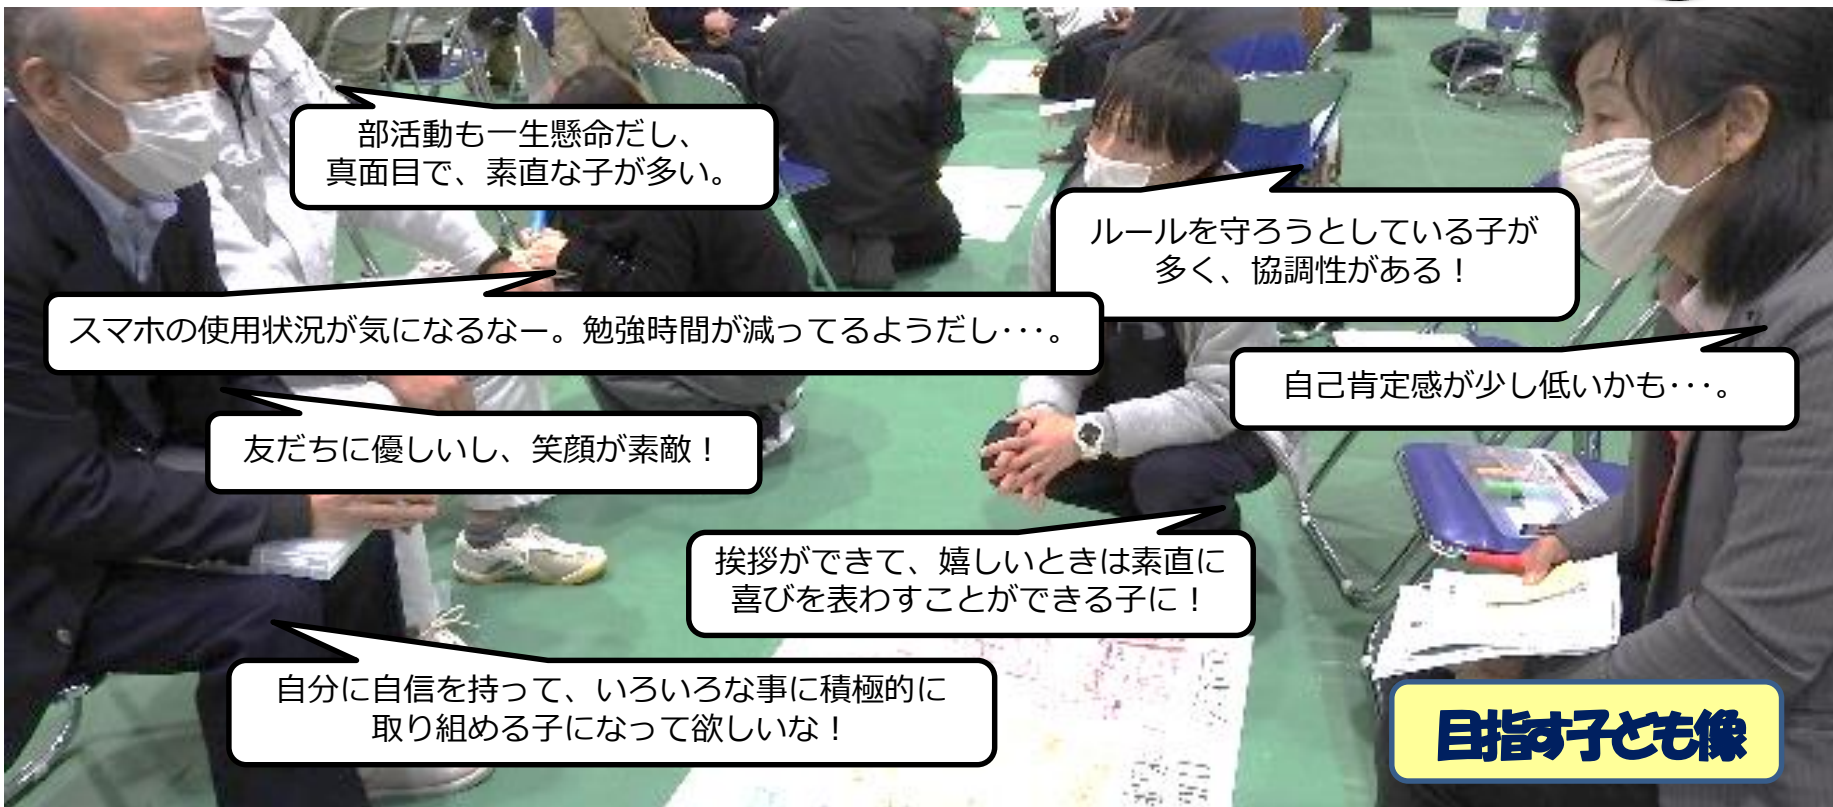 部活動も一生懸命だし、
真面目で、素直な子が多い。
ルールを守ろうとしている子が
多く、協調性がある！
スマホの使用状況が気になるなー。勉強時間が減ってるようだし･･･。
自己肯定感が少し低いかも･･･。
友だちに優しいし、笑顔が素敵！
挨拶ができて、嬉しいときは素直に
喜びを表わすことができる子に！
自分に自信を持って、いろいろな事に積極的に
取り組める子になって欲しいな！
目指す子ども像